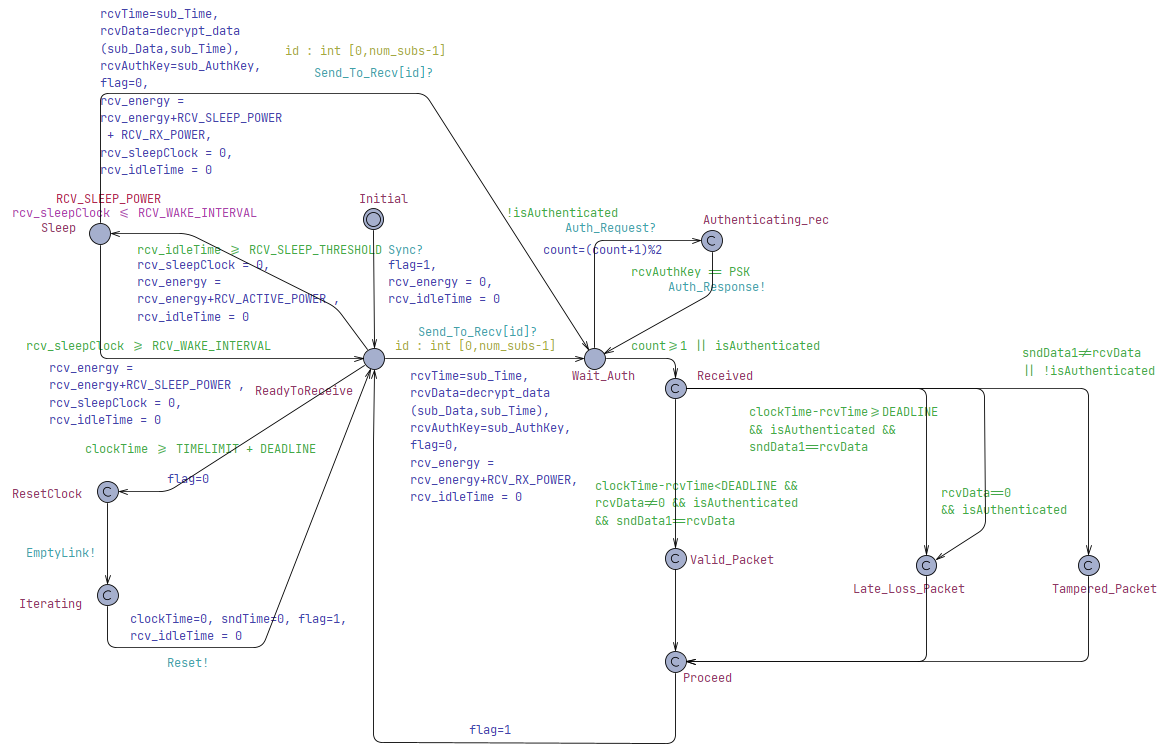 rcvTime=sub_Time,
rcvData=decrypt_data
(sub_Data,sub_Time),
rcvAuthKey=sub_AuthKey,
flag=0,
rcv_energy =
rcv_energy+RCV_SLEEP_POWER
+ RCV_RX_POWER,
rcv_sleepClock = 0,
rcv_idleTime = 0
id : int [0,num_subs-1]
Send_To_Recv[id]?
RCV_SLEEP_POWER
rcv_sleepClock ≤ RCV_WAKE_INTERVAL
Sleep
Initial
!isAuthenticated
Auth_Request?
count=(count+1)%2
Authenticating_rec
C
rcvAuthKey == PSK
Auth_Response!
rcv_idleTime ≥ RCV_SLEEP_THRESHOLD
Sync?
rcv_sleepClock = 0,
rcv_energy =
rcv_energy+RCV_ACTIVE_POWER ,
rcv_idleTime = 0
flag=1,
rcv_energy = 0,
rcv_idleTime = 0
Send_To_Recv[id]?
id : int [0,num_subs-1]
rcv_sleepClock ≥ RCV_WAKE_INTERVAL
rcv_energy =
rcv_energy+RCV_SLEEP_POWER ,
rcv_sleepClock = 0,
rcv_idleTime = 0
ReadyToReceive
rcvTime=sub_Time,
rcvData=decrypt_data
(sub_Data,sub_Time),
rcvAuthKey=sub_AuthKey,
flag=0,
rcv_energy =
rcv_energy+RCV_RX_POWER,
rcv_idleTime = 0
Wait_Auth
count≥1 || isAuthenticated
C
Received
sndData1≠rcvData
|| !isAuthenticated
clockTime-rcvTime≥DEADLINE
&& isAuthenticated &&
sndData1==rcvData
clockTime ≥ TIMELIMIT + DEADLINE
flag=0
ResetClock
C
clockTime-rcvTime<DEADLINE &&
rcvData≠0 && isAuthenticated
&& sndData1==rcvData
rcvData==0
&& isAuthenticated
EmptyLink!
C
Valid_Packet
C
Late_Loss_Packet
C
Tampered_Packet
Iterating
C
clockTime=0, sndTime=0, flag=1,
rcv_idleTime = 0
Reset!
C
Proceed
flag=1